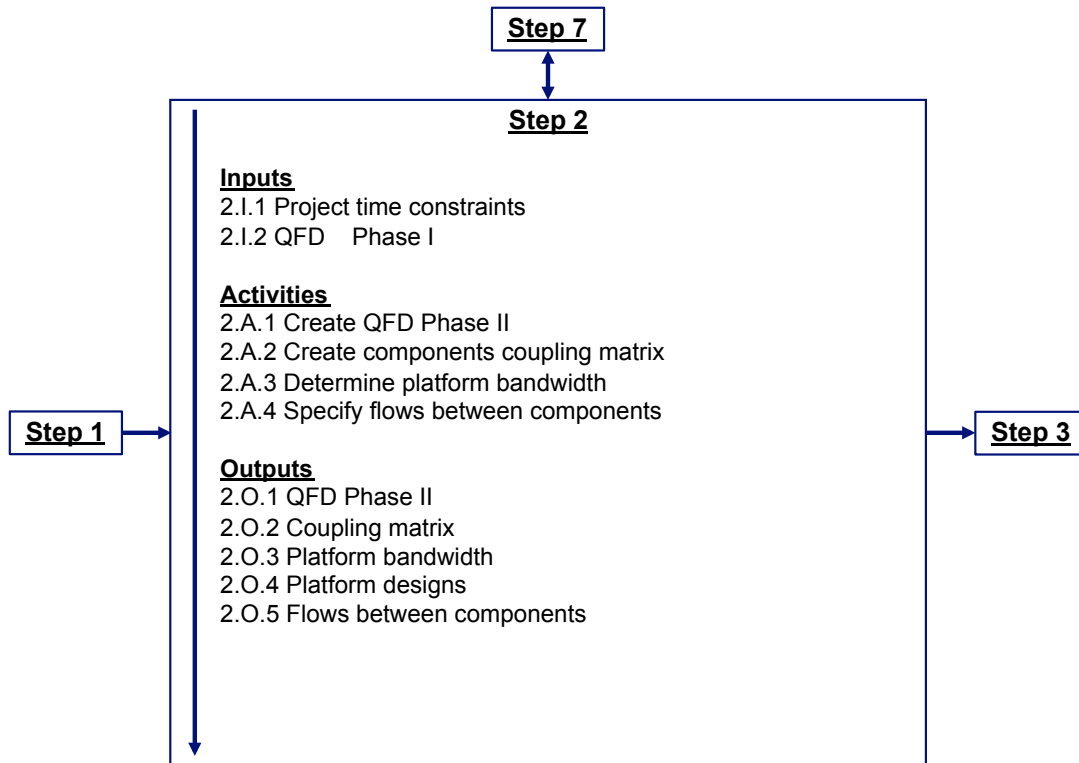 Step 7
Step 2
Inputs
2.I.1 Project time constraints
2.I.2 QFD Phase I
Activities
2.A.1 Create QFD Phase II
2.A.2 Create components coupling matrix
2.A.3 Determine platform bandwidth
2.A.4 Specify flows between components
Step 1
Step 3
Outputs
2.O.1 QFD Phase II
2.O.2 Coupling matrix
2.O.3 Platform bandwidth
2.O.4 Platform designs
2.O.5 Flows between components